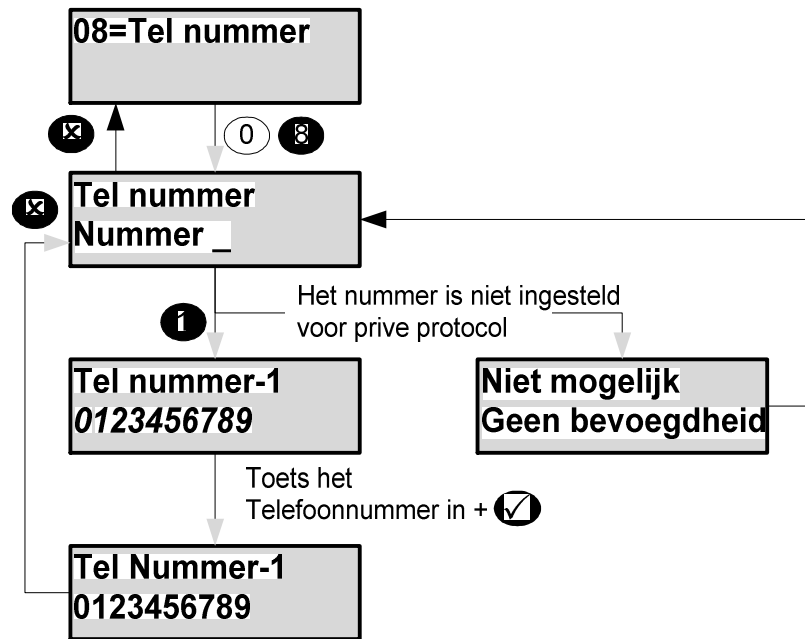 08=Tel nummer
0 8
Tel nummer
Nummer _
Het nummer is niet ingesteld
voor prive protocol
1
Tel nummer-1
0123456789
Niet mogelijk
Geen bevoegdheid
Toets het
Telefoonnummer in +
Tel Nummer-1
0123456789